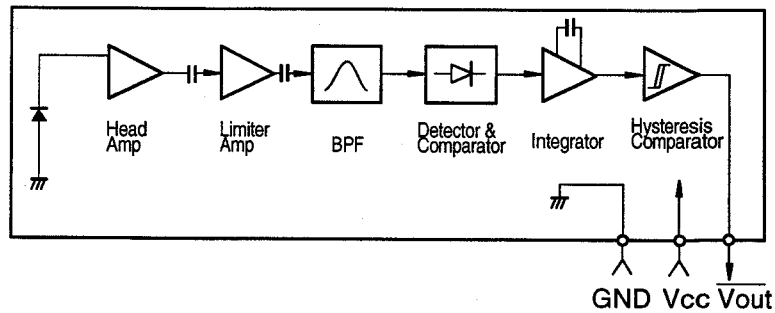 Head
Amp
Limiter
Amp
BPF
Detector &
Comparator
Integrator
Hysteresis
Comparator
GND Vcc Vout